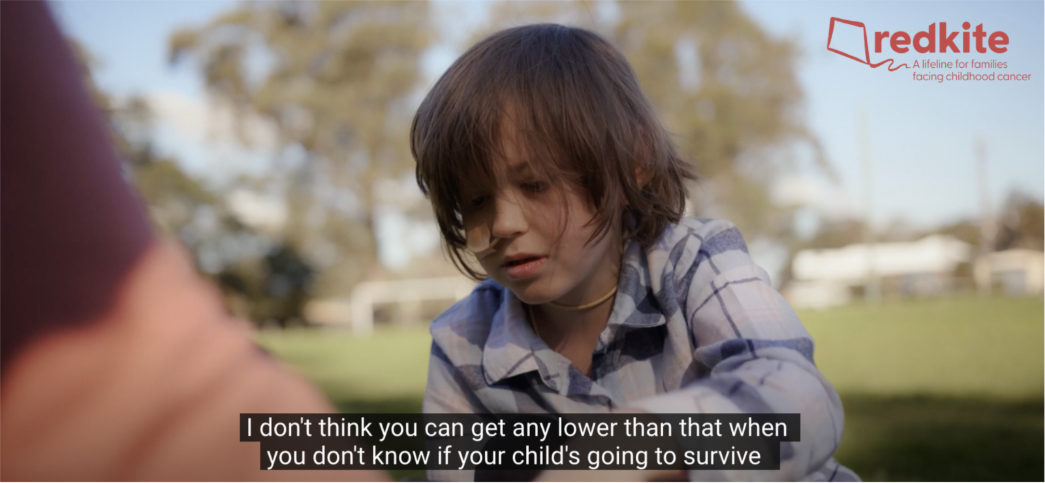 redkite
A lifeline for families
facing childhood cancer
I don't think you can get any lower than that when
you don't know if your child's going to survive